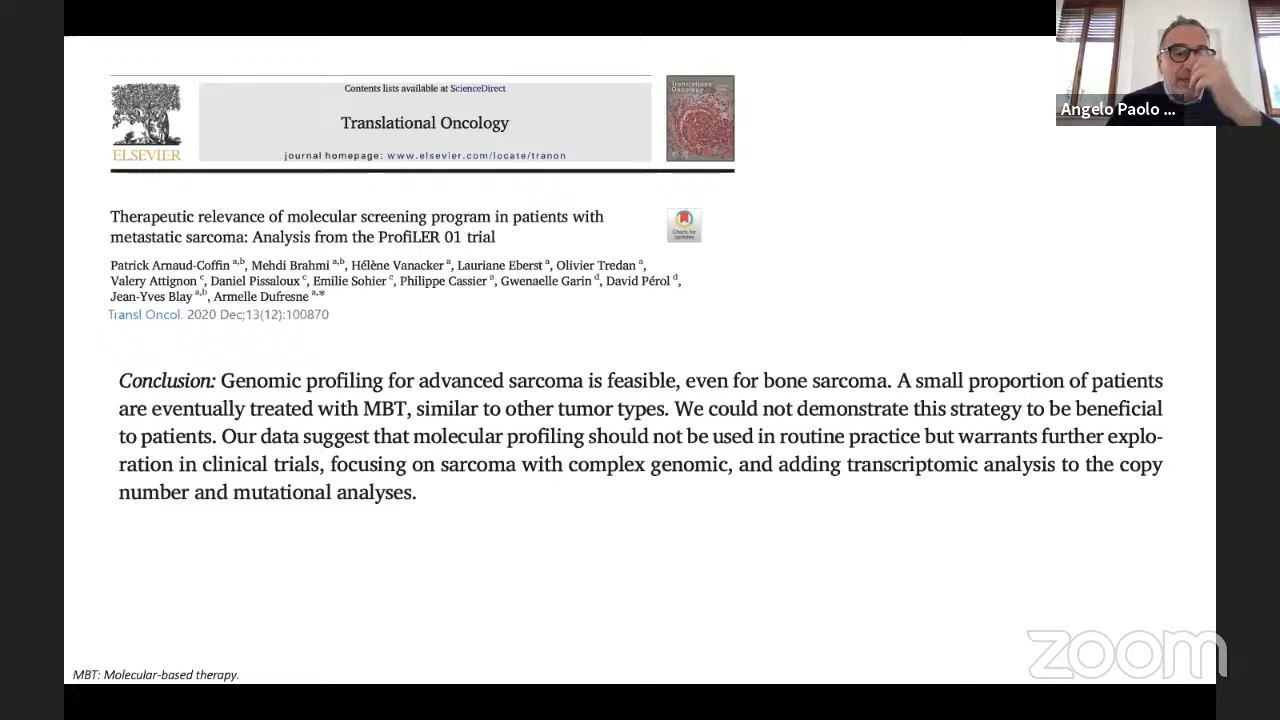 Angelo Paolo ...
Contents lists available at ScienceDirect
Translational Oncology
journal homepage: www.elsevier.com/locate/tranon
ELSEVIER
Translational
Oncology
Check for
updates
Therapeutic relevance of molecular screening program in patients with
metastatic sarcoma: Analysis from the ProfiLER 01 trial
Patrick Arnaud-Coffin a,b, Mehdi Brahmi a,b, Hélène Vanacker a, Lauriane Eberst a, Olivier Tredan a,
Valery Attignon c, Daniel Pissaloux c, Emilie Sohier c, Philippe Cassier a, Gwenaelle Garin d, David Pérol d,
Jean-Yves Blay a,b, Armelle Dufresne a,*
Transl Oncol. 2020 Dec;13(12):100870
Conclusion: Genomic profiling for advanced sarcoma is feasible, even for bone sarcoma. A small proportion of patients
are eventually treated with MBT, similar to other tumor types. We could not demonstrate this strategy to be beneficial
to patients. Our data suggest that molecular profiling should not be used in routine practice but warrants further explo-
ration in clinical trials, focusing on sarcoma with complex genomic, and adding transcriptomic analysis to the copy
number and mutational analyses.
zoom
MBT: Molecular-based therapy.